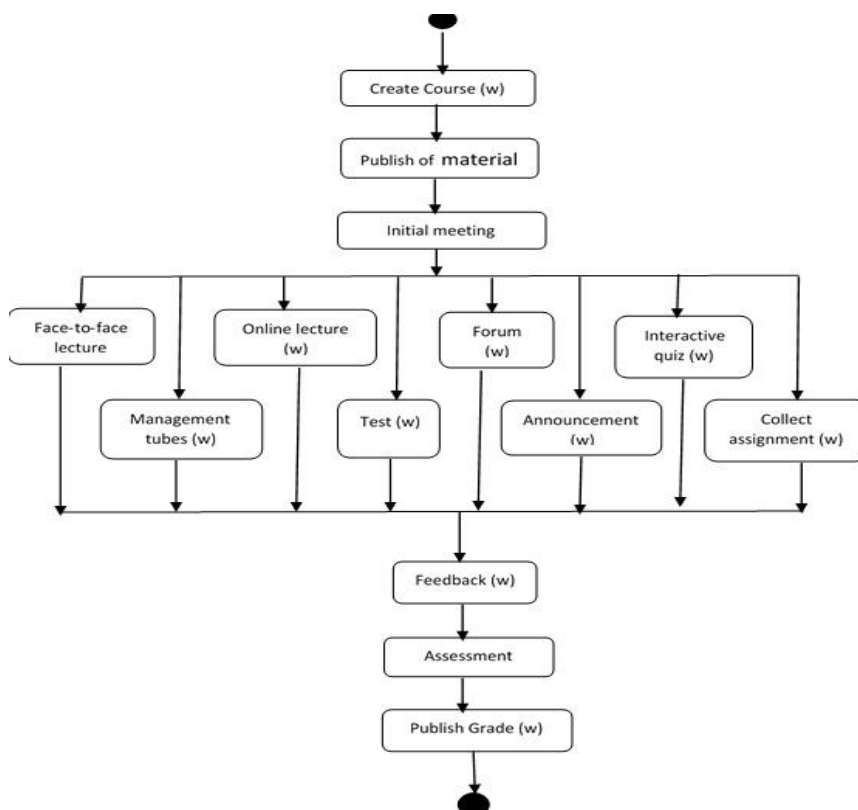 Create Course (w)
Publish of material
Initial meeting
Face-to-face
lecture
Online lecture
(w)
Forum
(w)
Interactive
quiz (w)
Management
tubes (w)
Test (w)
Announcement
(w)
Collect
assignment (w)
Feedback (w)
Assessment
Publish Grade (w)